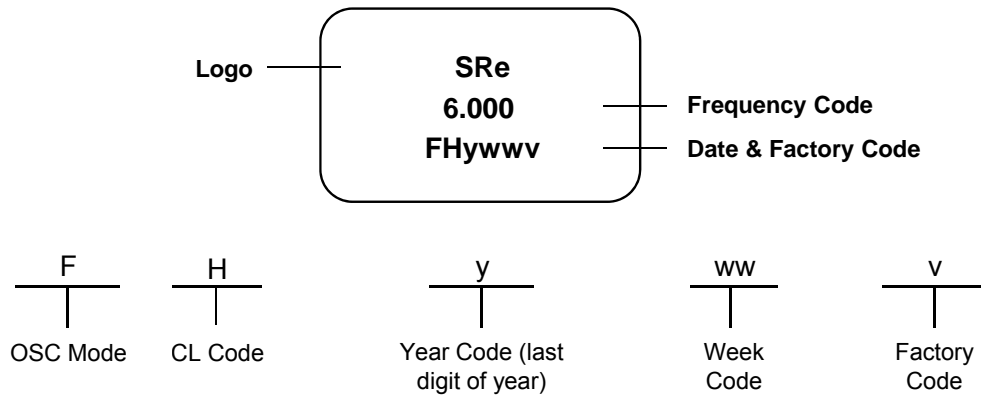 Logo
SRe
6.000
Frequency Code
FHywwv
Date & Factory Code
F
H
y
ww
v
OSC Mode
CL Code
Year Code (last
digit of year)
Week
Code
Factory
Code